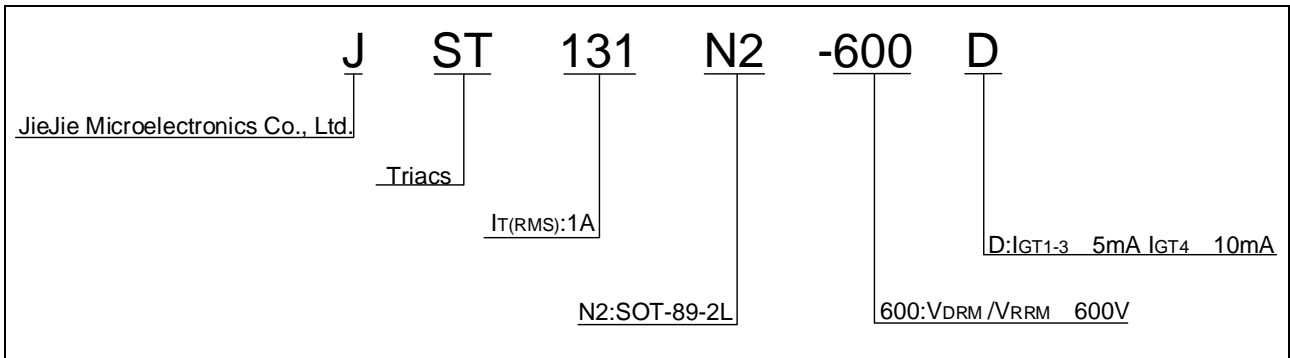 J ST 131 N2 -600 D
JieJie Microelectronics Co., Ltd.
Triacs
IT(RMS):1A
D:IGT1-3 5mA IGT4 10mA
N2:SOT-89-2L
600:VDRM /VRRM 600V